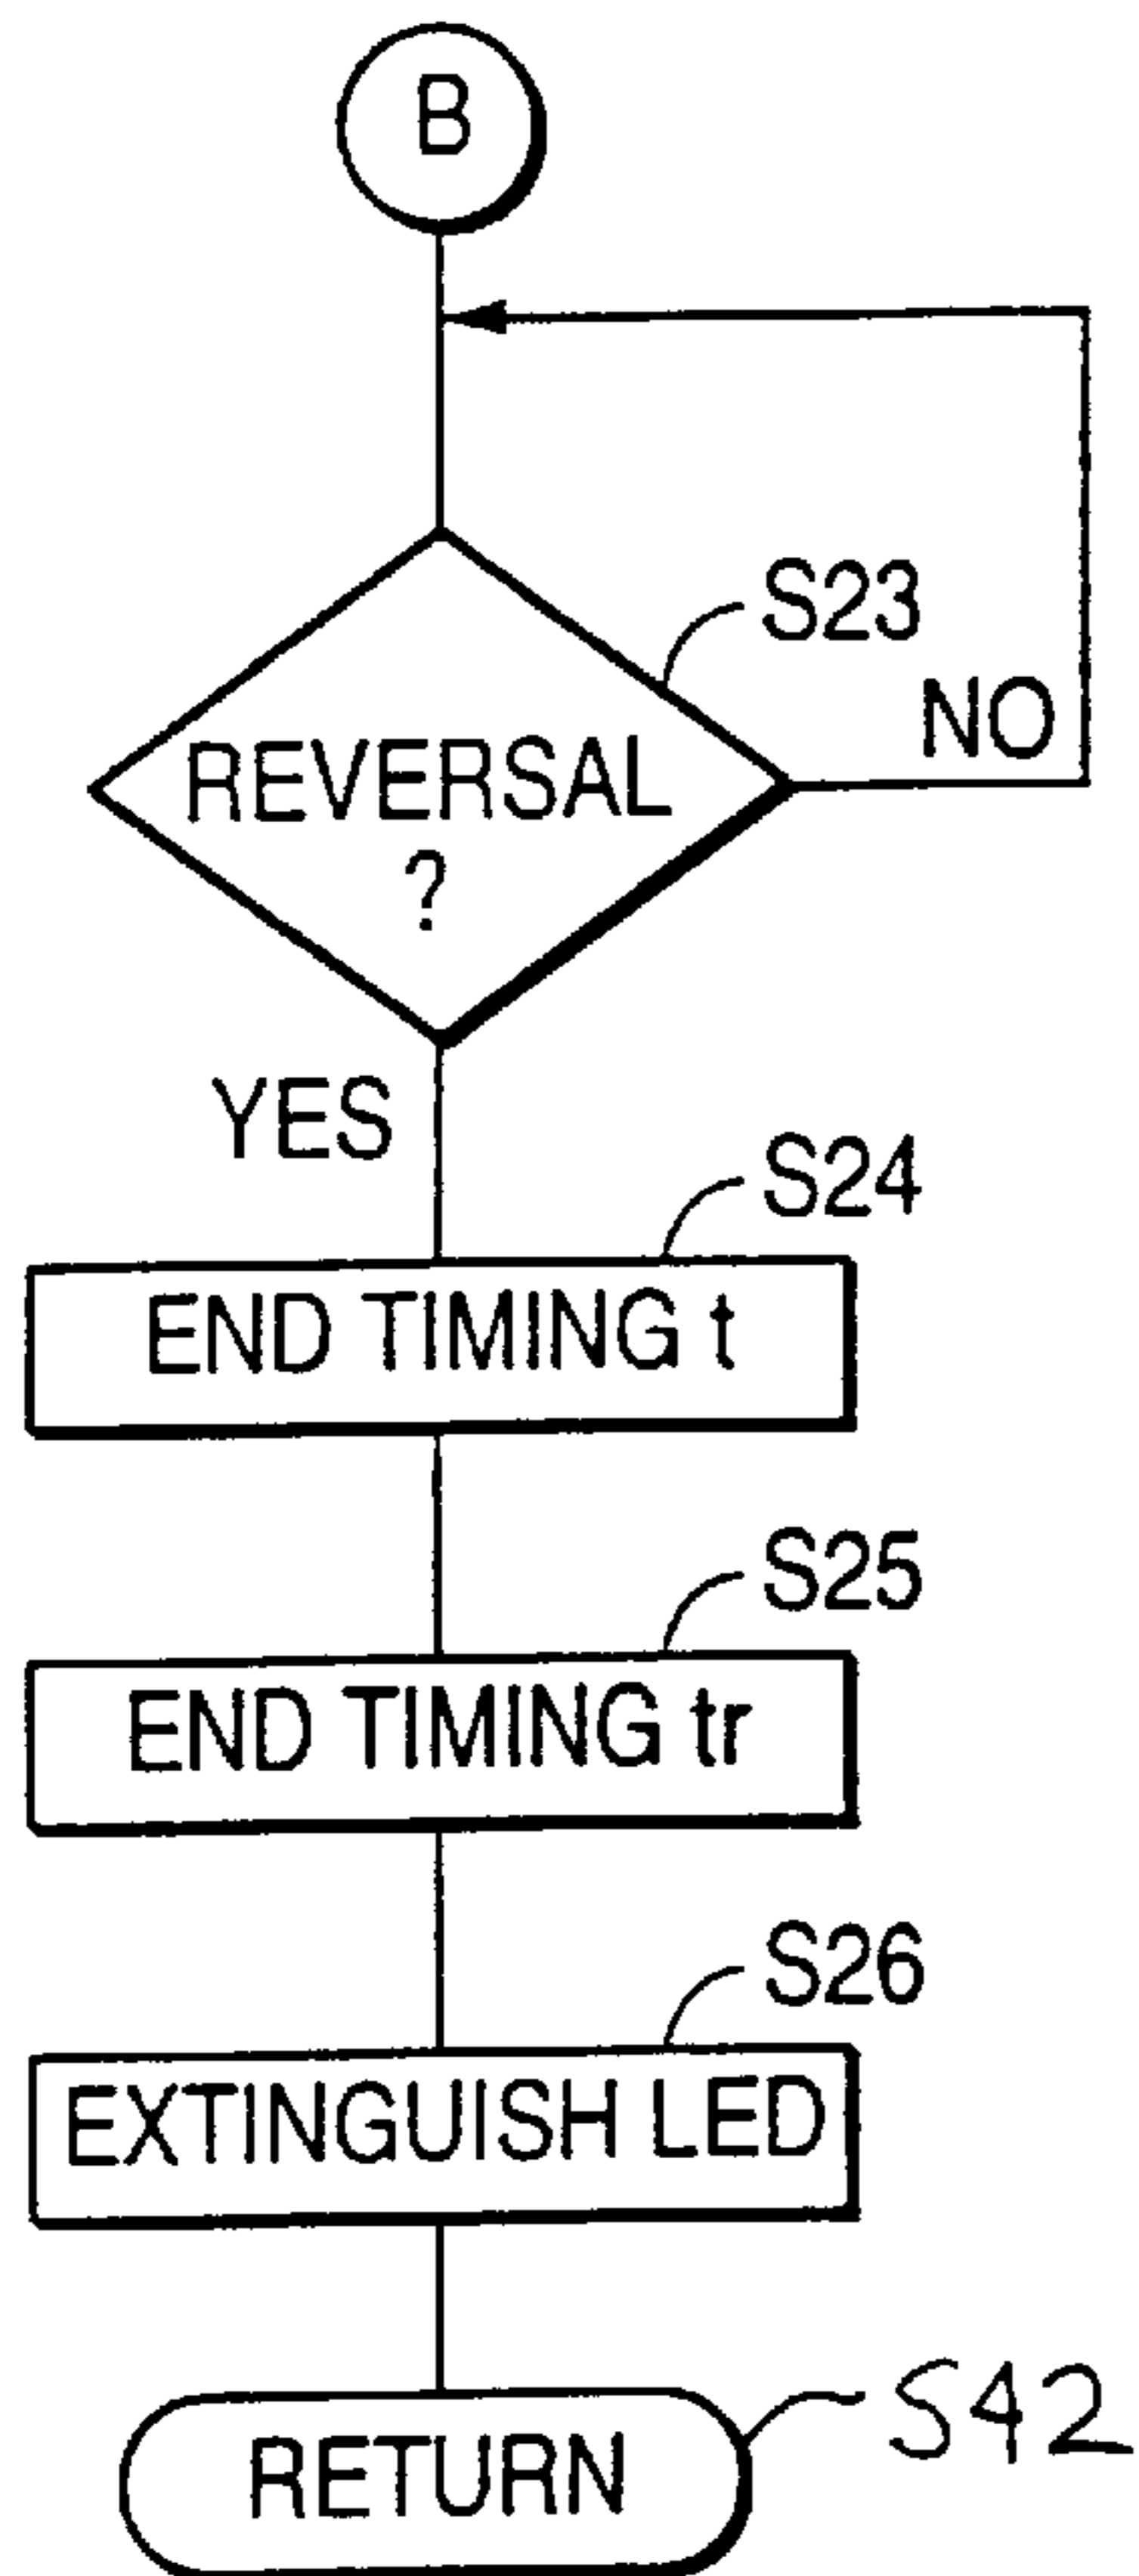 B
S23
NO
REVERSAL
?
YES
S24
END TIMING t
S25
END TIMING tr
S26
EXTINGUISH LED
S42
RETURN